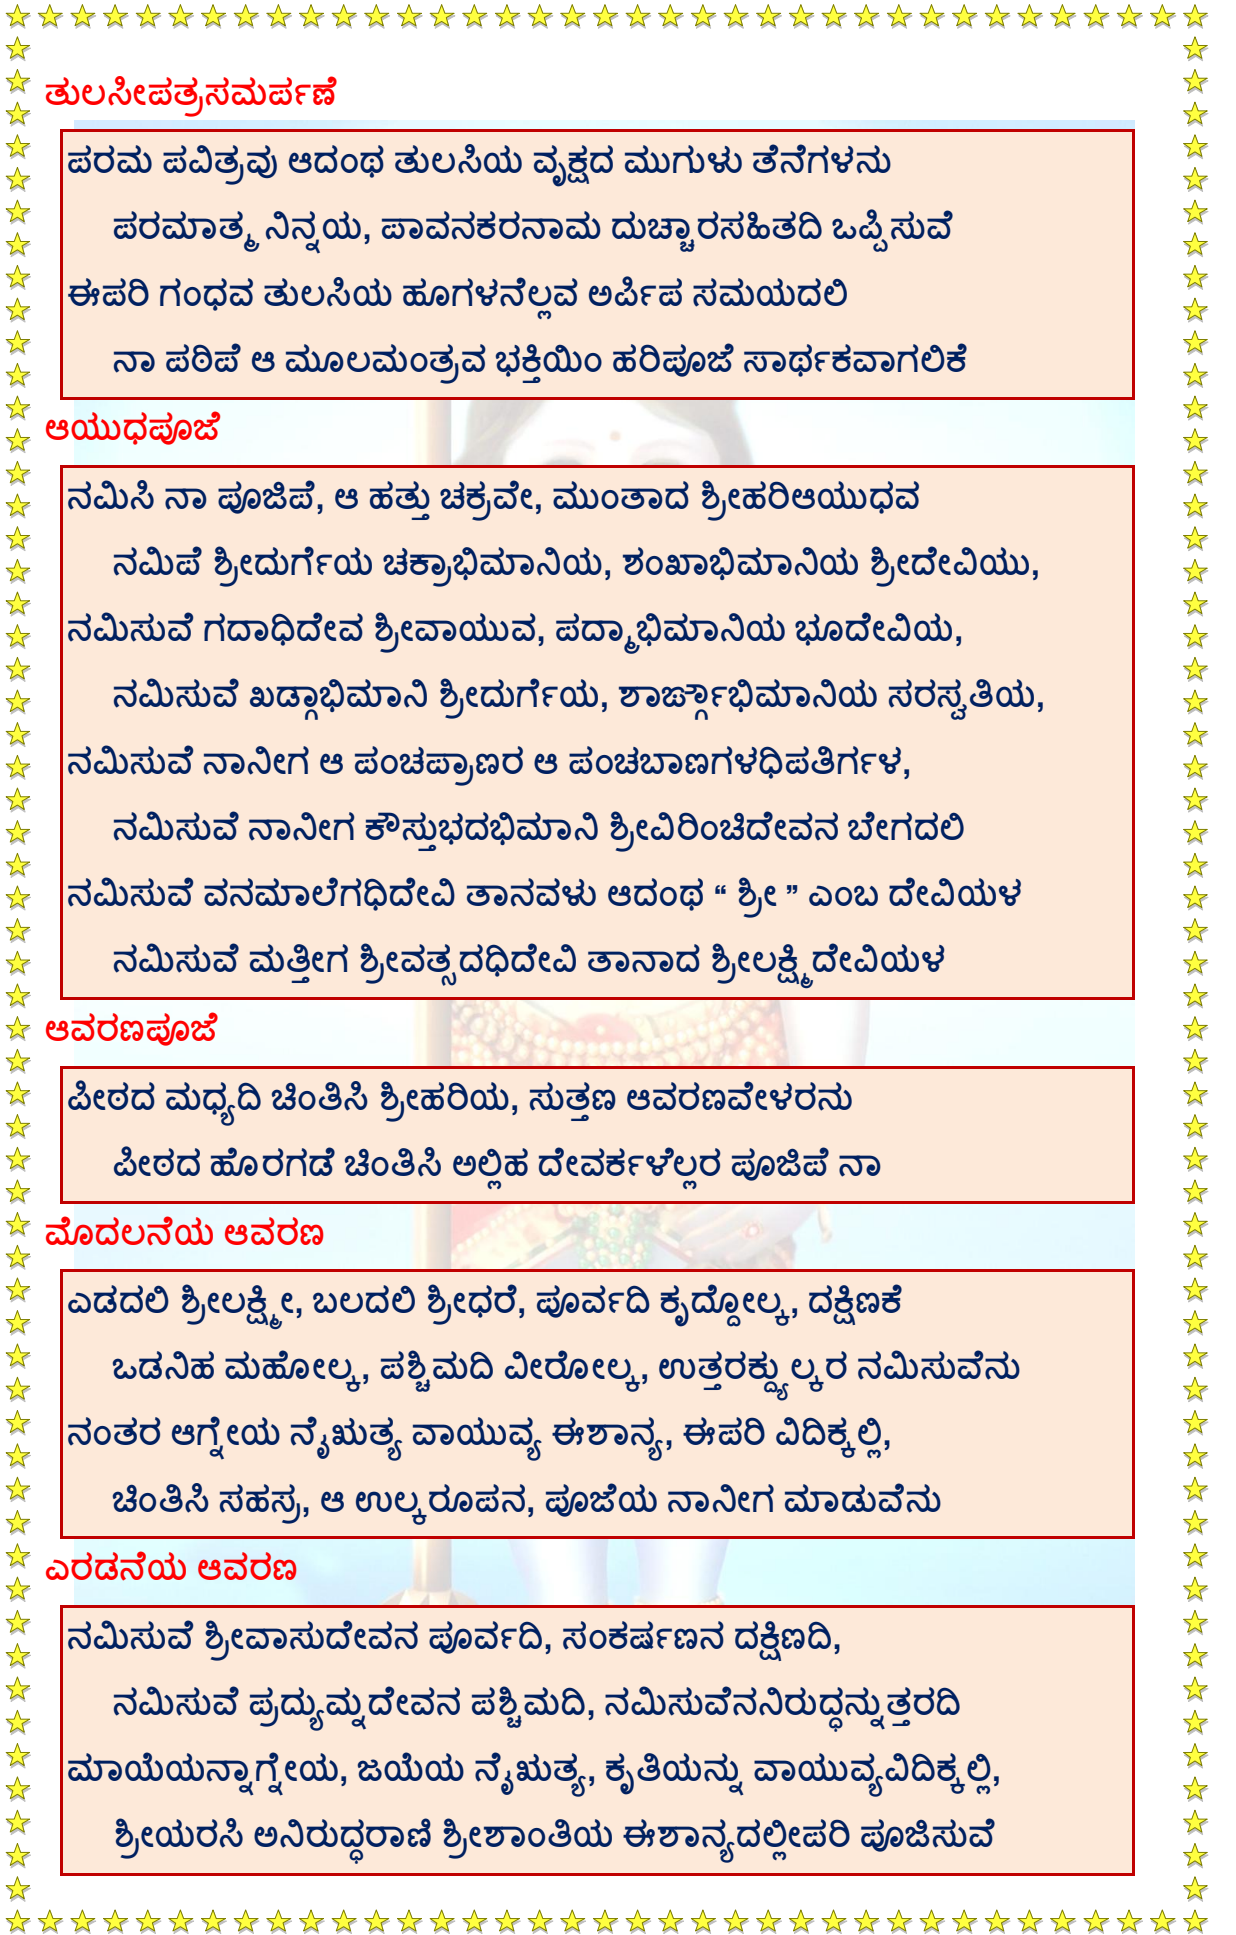 ತುಲಸೀಪತ್ರಸಮರ್ಪಣೆ
ಪರಮ ಪವಿತ್ರವು ಆದಂಥ ತುಲಸಿಯ ವೃಕ್ಷದ ಮುಗುಳು ತೆನೆಗಳನು
ಪರಮಾತ್ಮ ನಿನ್ನಯ, ಪಾವನಕರನಾಮ ದುಚ್ಚಾರಸಹಿತದಿ ಒಪ್ಪಿಸುವೆ
ಈಪರಿ ಗಂಧವ ತುಲಸಿಯ ಹೂಗಳನೆಲ್ಲವ ಅರ್ಪಿಪ ಸಮಯದಲಿ
ನಾ ಪಠಿಪೆ ಆ ಮೂಲಮಂತ್ರವ ಭಕ್ತಿಯಿಂ ಹರಿಪೂಜೆ ಸಾರ್ಥಕವಾಗಲಿಕೆ
ಆಯುಧಪೂಜೆ
ನಮಿಸಿ ನಾ ಪೂಜಿಪೆ, ಆ ಹತ್ತು ಚಕ್ರವೇ, ಮುಂತಾದ ಶ್ರೀಹರಿಆಯುಧವ
ನಮಿಪೆ ಶ್ರೀದುರ್ಗೆಯ ಚಕ್ರಾಭಿಮಾನಿಯ, ಶಂಖಾಭಿಮಾನಿಯ ಶ್ರೀದೇವಿಯು,
ನಮಿಸುವೆ ಗದಾಧಿದೇವ ಶ್ರೀವಾಯುವ, ಪದ್ಮಾಭಿಮಾನಿಯ ಭೂದೇವಿಯ,
ನಮಿಸುವೆ ಖಡ್ಗಾಭಿಮಾನಿ ಶ್ರೀದುರ್ಗೆಯ, ಶಾರ್ಙ್ಗಾಭಿಮಾನಿಯ ಸರಸ್ವತಿಯ,
ನಮಿಸುವೆ ನಾನೀಗ ಆ ಪಂಚಪ್ರಾಣರ ಆ ಪಂಚಬಾಣಗಳಧಿಪತಿರ್ಗಳ,
ನಮಿಸುವೆ ನಾನೀಗ ಕೌಸ್ತುಭದಭಿಮಾನಿ ಶ್ರೀವಿರಿಂಚಿದೇವನ ಬೇಗದಲಿ
ನಮಿಸುವೆ ವನಮಾಲೆಗಧಿದೇವಿ ತಾನವಳು ಆದಂಥ “ ಶ್ರೀ ” ಎಂಬ ದೇವಿಯಳ
ನಮಿಸುವೆ ಮತ್ತೀಗ ಶ್ರೀವತ್ಸದಧಿದೇವಿ ತಾನಾದ ಶ್ರೀಲಕ್ಷ್ಮಿದೇವಿಯಳ
ಆವರಣಪೂಜೆ
ಪೀಠದ ಮಧ್ಯದಿ ಚಿಂತಿಸಿ ಶ್ರೀಹರಿಯ, ಸುತ್ತಣ ಆವರಣವೇಳರನು
ಪೀಠದ ಹೊರಗಡೆ ಚಿಂತಿಸಿ ಅಲ್ಲಿಹ ದೇವರ್ಕಳೆಲ್ಲರ ಪೂಜಿಪೆ ನಾ
ಮೊದಲನೆಯ ಆವರಣ
ಎಡದಲಿ ಶ್ರೀಲಕ್ಷ್ಮೀ, ಬಲದಲಿ ಶ್ರೀಧರೆ, ಪೂರ್ವದಿ ಕೃದ್ದೋಲ್ಕ, ದಕ್ಷಿಣಕೆ
ಒಡನಿಹ ಮಹೋಲ್ಕ, ಪಶ್ಚಿಮದಿ ವೀರೋಲ್ಕ, ಉತ್ತರಕ್ದ್ಯುಲ್ಕರ ನಮಿಸುವೆನು
ನಂತರ ಆಗ್ನೇಯ ನೈಋತ್ಯ ವಾಯುವ್ಯ ಈಶಾನ್ಯ, ಈಪರಿ ವಿದಿಕ್ಕಲ್ಲಿ,
ಚಿಂತಿಸಿ ಸಹಸ್ರ, ಆ ಉಲ್ಕರೂಪನ, ಪೂಜೆಯ ನಾನೀಗ ಮಾಡುವೆನು
ಎರಡನೆಯ ಆವರಣ
ನಮಿಸುವೆ ಶ್ರೀವಾಸುದೇವನ ಪೂರ್ವದಿ, ಸಂಕರ್ಷಣನ ದಕ್ಷಿಣದಿ,
ನಮಿಸುವೆ ಪ್ರದ್ಯುಮ್ನದೇವನ ಪಶ್ಚಿಮದಿ, ನಮಿಸುವೆನನಿರುದ್ಧನ್ನುತ್ತರದಿ
ಮಾಯೆಯನ್ನಾಗ್ನೇಯ, ಜಯೆಯ ನೈಋತ್ಯ, ಕೃತಿಯನ್ನು ವಾಯುವ್ಯವಿದಿಕ್ಕಲ್ಲಿ,
ಶ್ರೀಯರಸಿ ಅನಿರುದ್ಧರಾಣಿ ಶ್ರೀಶಾಂತಿಯ ಈಶಾನ್ಯದಲ್ಲೀಪರಿ ಪೂಜಿಸುವೆ